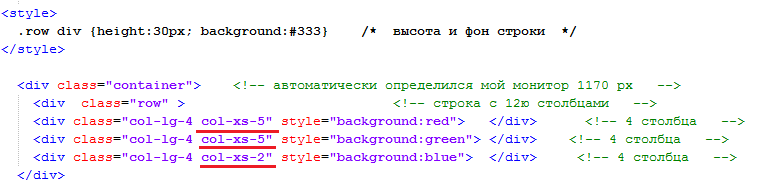 <style>
.row div {height:30px; background:#333} /* высота и фон строки */
</style>
<div class="container"> <!-- автоматически определился мой монитор 1170 px -->
<div class="row" > <!-- строка с 12ю столбцами -->
<div class="col-lg-4 col-xs-5" style="background:red"> </div> <!-- 4 столбца -->
<div class="col-lg-4 col-xs-5" style="background:green"> </div> <!-- 4 столбца -->
<div class="col-lg-4 col-xs-2" style="background:blue"> </div> <!-- 4 столбца -->
</div>